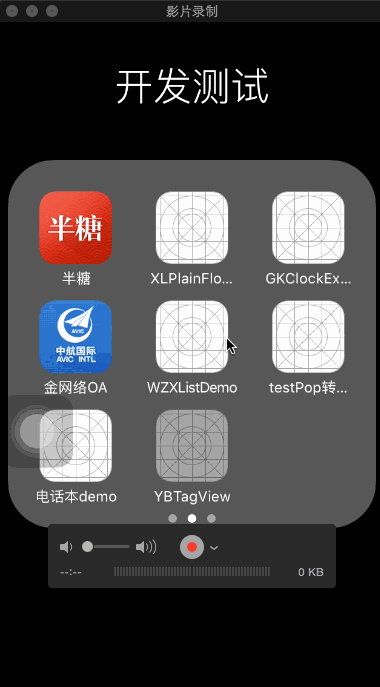 影片录制
开发测试
半糖
半糖
XLPlainFlo...
GKClockEx...
中航国际
AVIC INTL
金网络OA
WZXListDemo
testPop转...
电话本demo
YBTagView
--:--
0 KB